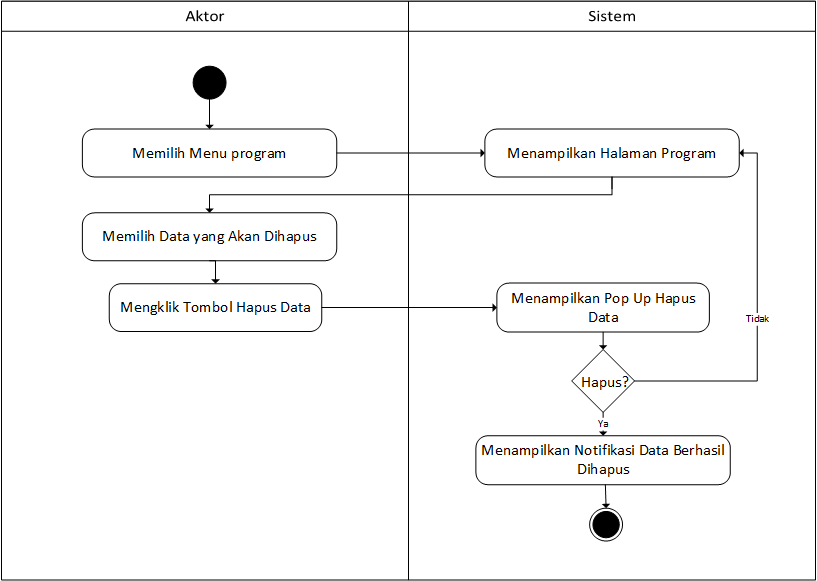 Aktor
Sistem
Memilih Menu program
Menampilkan Halaman Program
Memilih Data yang Akan Dihapus
Mengklik Tombol Hapus Data
Menampilkan Pop Up Hapus
Data
Tidak
Hapus?
Ya
Menampilkan Notifikasi Data Berhasil
Dihapus